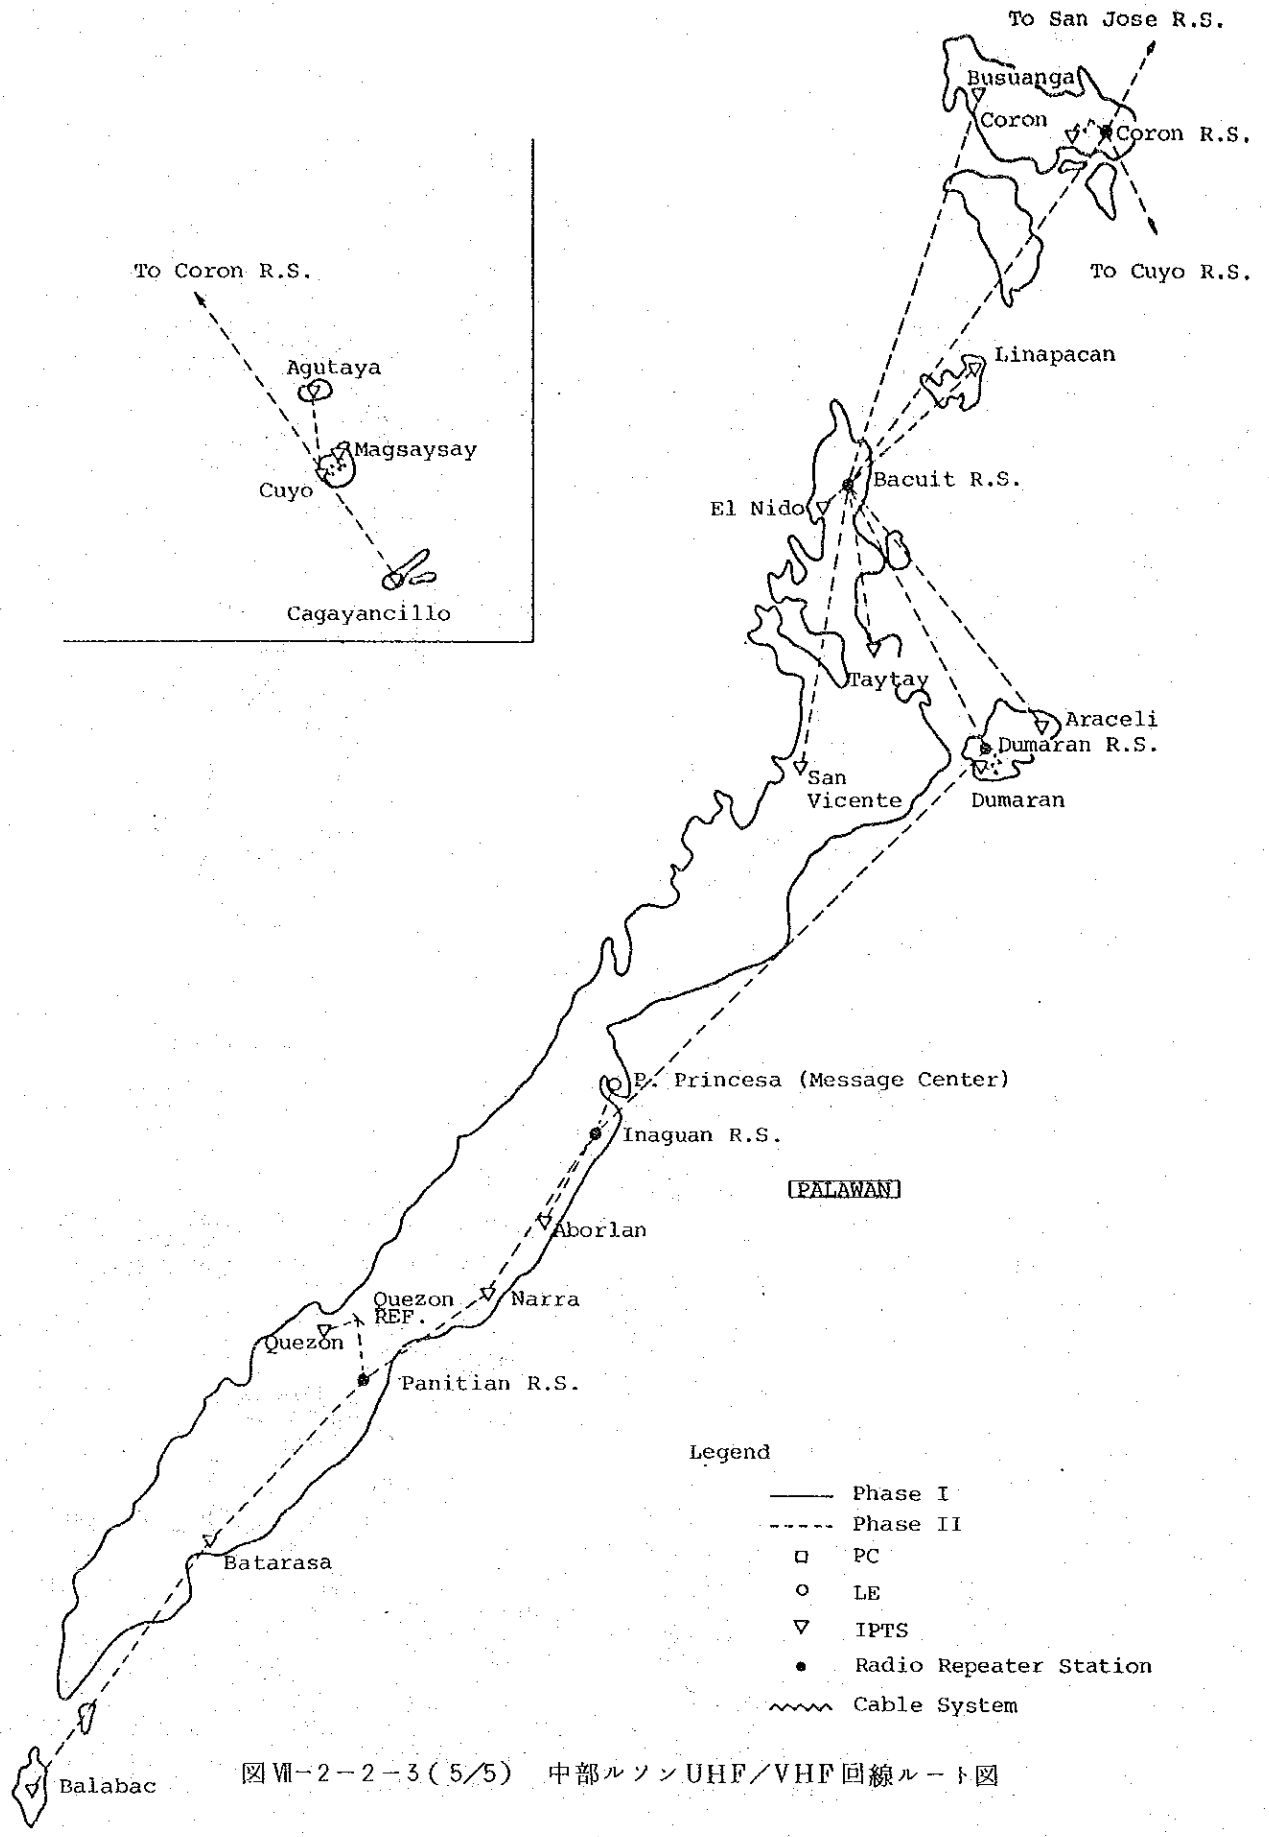 To San Jose R.S.
Busuanga
Coron
Coron R.S.
To Cuyo R.S.
To Coron R.S.
Agutaya
Magsaysay
Cuyo
Cagayancillo
Linapacan
Bacuit R.S.
El Nido
Taytay
Araceli
Dumaran R.S.
San
Vicente
Dumaran
P. Princesa (Message Center)
Inaguan R.S.
PALAWAN
Aborlan
Quezon
REF.
Narra
Quezon
Panitian R.S.
Batarasa
Balabac
Legend
Phase I
Phase II
PC
LE
IPTS
Radio Repeater Station
Cable System
図Ⅶ-2-2-3(5/5) 中部ルソンUHF/VHF回線ルート図